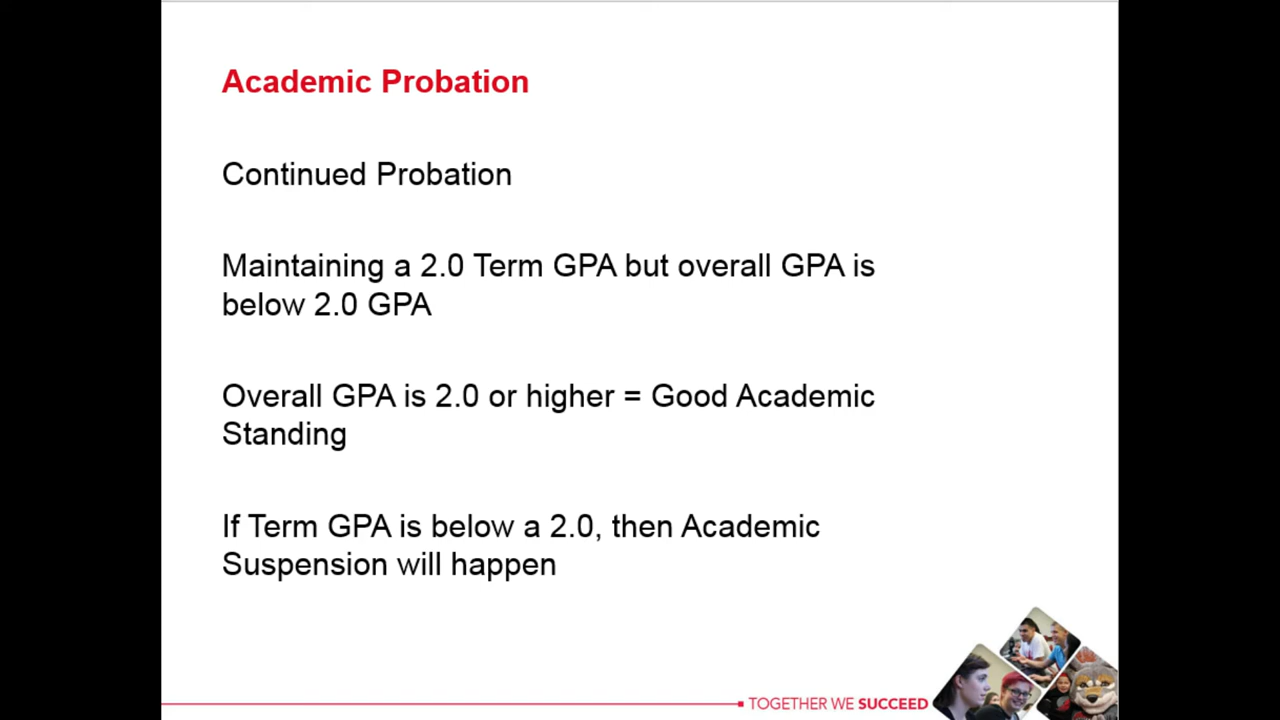 Academic Probation
Continued Probation
Maintaining a 2.0 Term GPA but overall GPA is
below 2.0 GPA
Overall GPA is 2.0 or higher = Good Academic
Standing
If Term GPA is below a 2.0, then Academic
Suspension will happen
TOGETHER WE SUCCEED